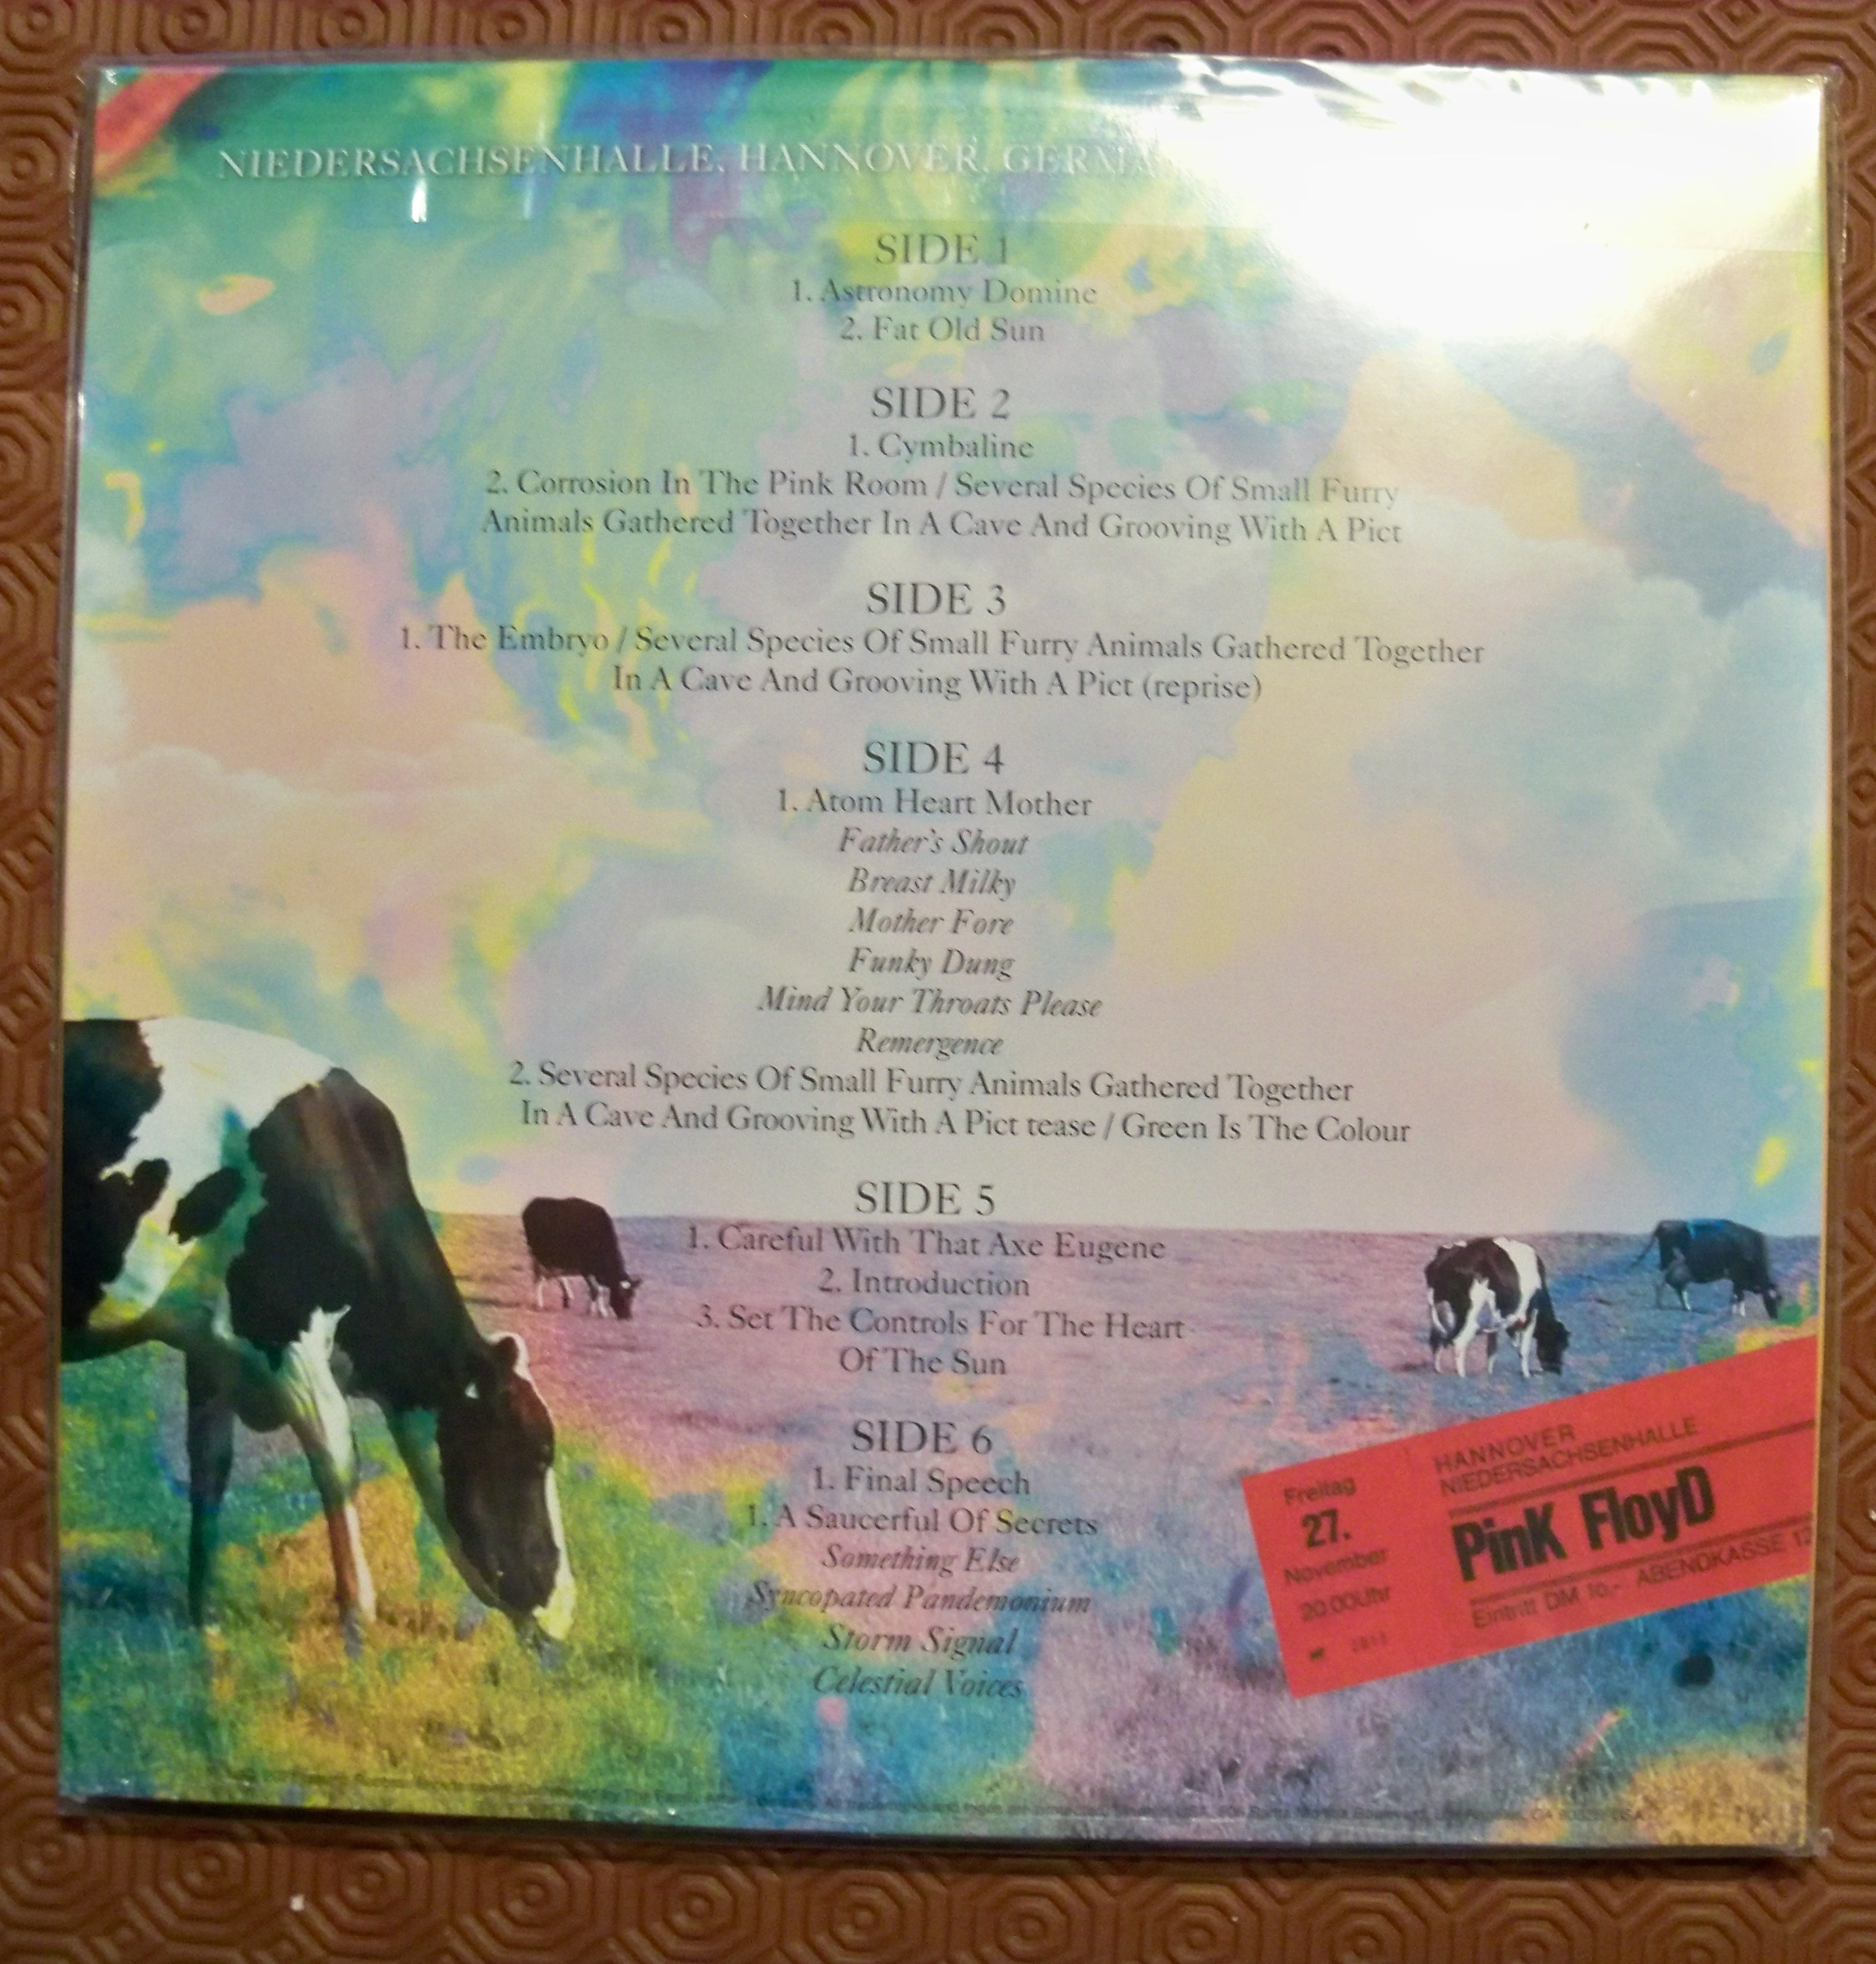 NIEDERSACHSENHALLE, HANNOVER, GERMA
SIDE 1
1. Astronomy Domine
2. Fat Old Sun
SIDE 2
1. Cymbaline
2. Corrosion In The Pink Room / Several Species Of Small Furry
Animals Gathered Together In A Cave And Grooving With A Pict
SIDE 3
1. The Embryo / Several Species Of Small Furry Animals Gathered Together
In A Cave And Grooving With A Pict (reprise)
SIDE 4
1. Atom Heart Mother
Father's Shout
Breast Milky
Mother Fore
Funky Dung
Mind Your Throats Please
Remergence
2. Several Species Of Small Furry Animals Gathered Together
In A Cave And Grooving With A Pict tease / Green Is The Colour
SIDE 5
1. Careful With That Axe Eugene
2. Introduction
3. Set The Controls For The Heart
Of The Sun
SIDE 6
1. Final Speech
1. A Saucerful Of Secrets
Something Else
Syncopated Pandemonium
Storm Signal
Celestial Voices
Freitag
27.
November
20.00Uhr
HANNOVER
NIEDERSACHSENHALLE
PinK FloyD
Eintritt DM 10,- ABENDKASSE 12